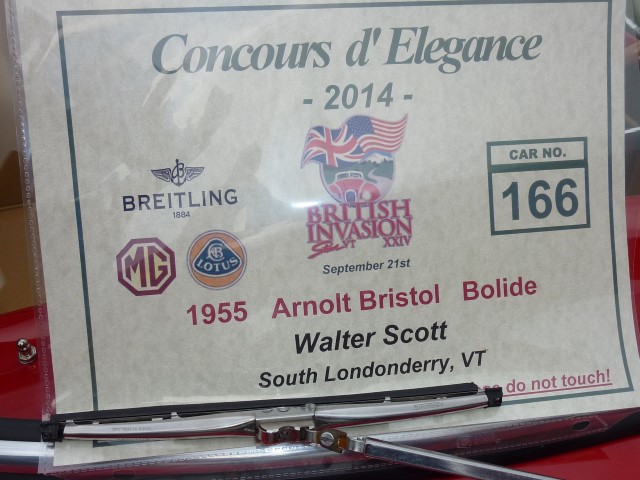 Concours d' Elegance
- 2014 -
CAR NO.
166
BREITLING
1884
BRITISH
INVASION
VT XXIV
September 21st
MG
LOTUS
1955 Arnolt Bristol Bolide
Walter Scott
South Londonderry, VT
do not touch!